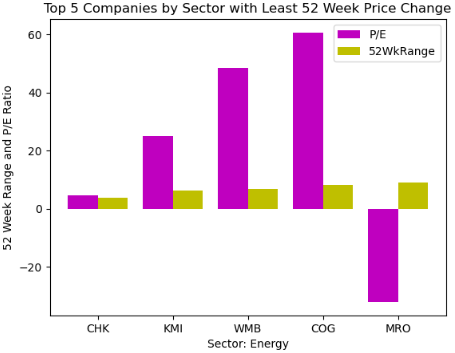 Top 5 Companies by Sector with Least 52 Week Price Change
P/E
52WkRange
52 Week Range and P/E Ratio
60
40
20
0
−20
CHK KMI WMB COG MRO
Sector: Energy